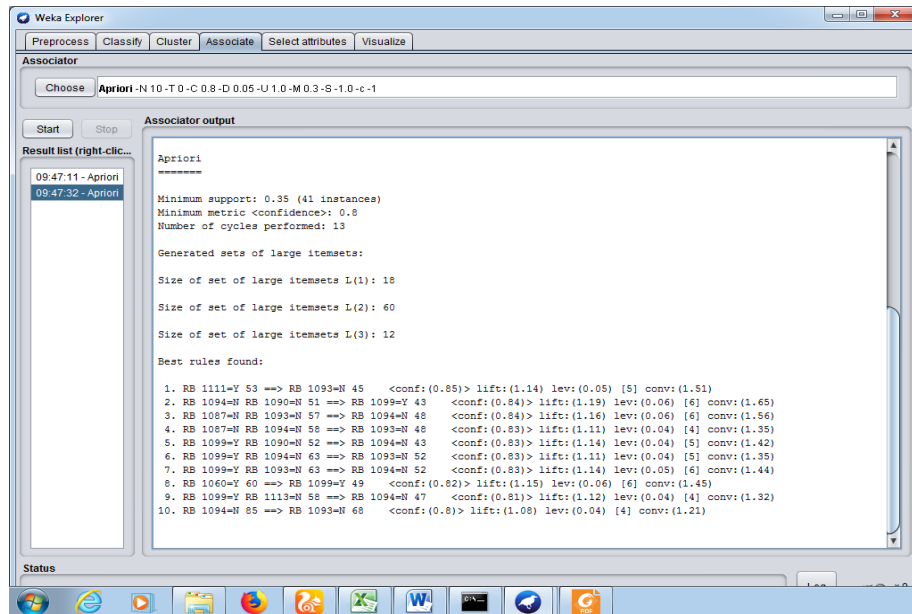 Weka Explorer
Preprocess Classify Cluster Associate Select attributes Visualize
Associator
Choose Apriori -N 10 -T 0 -C 0.8 -D 0.05 -U 1.0 -M 0.3 -S -1.0 -c -1
Start Stop
Associator output
Result list (right-clic...
09:47:11 - Apriori
09:47:32 - Apriori
Apriori
=======
Minimum support: 0.35 (41 instances)
Minimum metric <confidence>: 0.8
Number of cycles performed: 13
Generated sets of large itemsets:
Size of set of large itemsets L(1): 18
Size of set of large itemsets L(2): 60
Size of set of large itemsets L(3): 12
Best rules found:
1. RB 1111=Y 53 ==> RB 1093=N 45 <conf:(0.85)> lift:(1.14) lev:(0.05) [5] conv:(1.51)
2. RB 1094=N RB 1090=N 51 ==> RB 1099=Y 43 <conf:(0.84)> lift:(1.19) lev:(0.06) [6] conv:(1.65)
3. RB 1087=N RB 1093=N 57 ==> RB 1094=N 48 <conf:(0.84)> lift:(1.16) lev:(0.06) [6] conv:(1.56)
4. RB 1087=N RB 1094=N 58 ==> RB 1093=N 48 <conf:(0.83)> lift:(1.11) lev:(0.04) [4] conv:(1.35)
5. RB 1099=Y RB 1090=N 52 ==> RB 1094=N 43 <conf:(0.83)> lift:(1.14) lev:(0.04) [5] conv:(1.42)
6. RB 1099=Y RB 1094=N 63 ==> RB 1093=N 52 <conf:(0.83)> lift:(1.11) lev:(0.04) [5] conv:(1.35)
7. RB 1099=Y RB 1093=N 63 ==> RB 1094=N 52 <conf:(0.83)> lift:(1.14) lev:(0.05) [6] conv:(1.44)
8. RB 1060=Y 60 ==> RB 1099=Y 49 <conf:(0.82)> lift:(1.15) lev:(0.06) [6] conv:(1.45)
9. RB 1099=Y RB 1113=N 58 ==> RB 1094=N 47 <conf:(0.81)> lift:(1.12) lev:(0.04) [4] conv:(1.32)
10. RB 1094=N 85 ==> RB 1093=N 68 <conf:(0.8)> lift:(1.08) lev:(0.04) [4] conv:(1.21)
Status